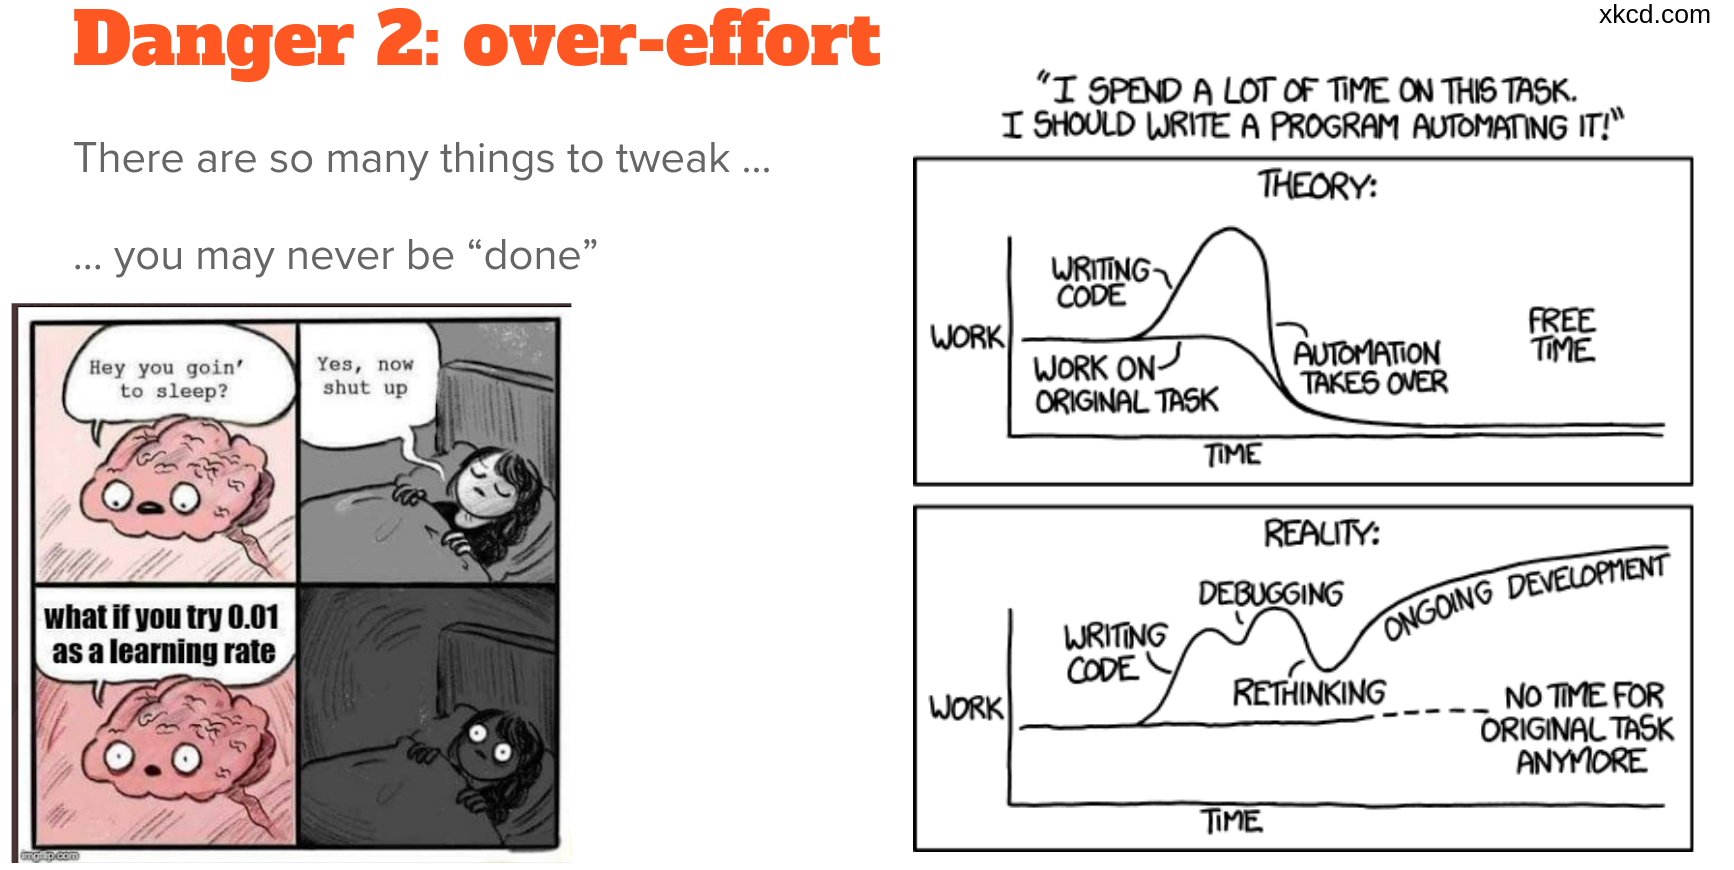 Danger 2: over-effort
There are so many things to tweak ...
... you may never be “done”
Hey you goin’
to sleep?
Yes, now
shut up
what if you try 0.01
as a learning rate
imgflip.com
xkcd.com
"I SPEND A LOT OF TIME ON THIS TASK.
I SHOULD WRITE A PROGRAM AUTOMATING IT!"
THEORY:
WRITING
CODE
WORK
WORK ON
ORIGINAL TASK
AUTOMATION
TAKES OVER
FREE
TIME
TIME
REALITY:
WRITING
CODE
DEBUGGING
RETHINKING
ONGOING DEVELOPMENT
WORK
NO TIME FOR
ORIGINAL TASK
ANYMORE
TIME